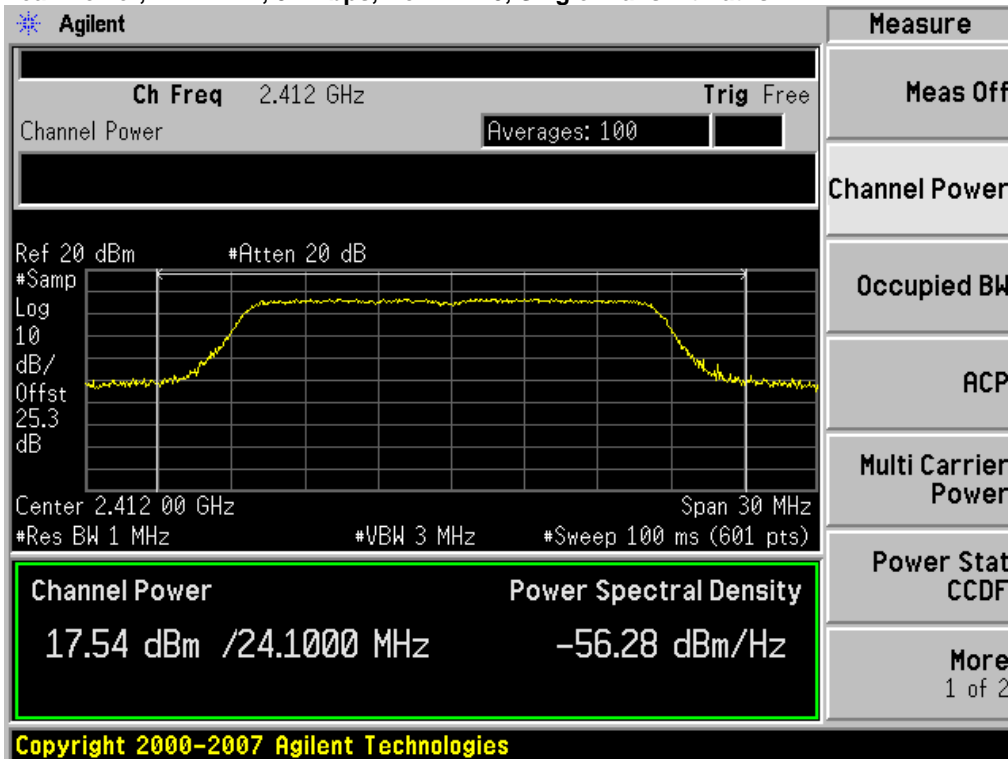 Agilent
Measure
Ch Freq 2.412 GHz Trig Free
Channel Power Averages: 100
Meas Off
Channel Power
Occupied BW
ACP
Multi Carrier
Power
Power Stat
CCDF
More
1 of 2
Ref 20 dBm #Atten 20 dB
#Samp
Log
10
dB/
Offst
25.3
dB
Center 2.412 00 GHz Span 30 MHz
#Res BW 1 MHz #VBW 3 MHz #Sweep 100 ms (601 pts)
Channel Power Power Spectral Density
17.54 dBm /24.1000 MHz -56.28 dBm/Hz
Copyright 2000-2007 Agilent Technologies